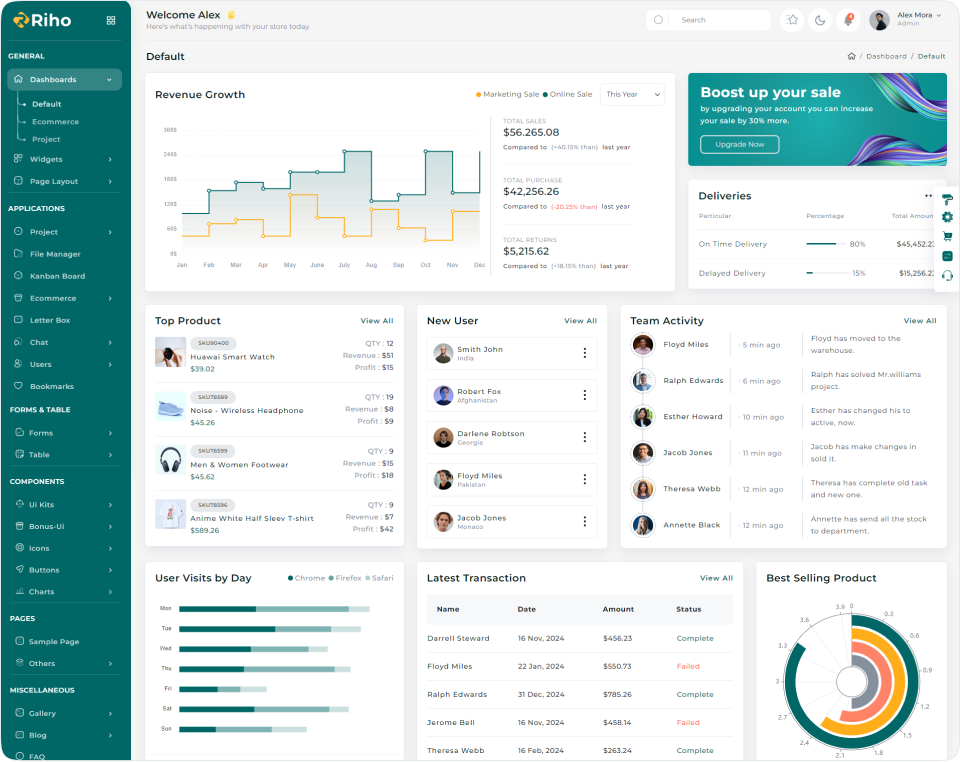 Riho
GENERAL
Dashboards
Default
Ecommerce
Project
Widgets
Page Layout
APPLICATIONS
Project
File Manager
Kanban Board
Ecommerce
Letter Box
Chat
Users
Bookmarks
FORMS & TABLE
Forms
Table
COMPONENTS
Ui Kits
Bonus-Ui
Icons
Buttons
Charts
PAGES
Sample Page
Others
MISCELLANEOUS
Gallery
Blog
FAQ
Welcome Alex
Here's what's happening with your store today.
Search
4
Alex Mora
Admin
Default
/ Dashboard / Default
Revenue Growth
Marketing Sale Online Sale
This Year
300$
240$
180$
120$
60$
0$
Jan Feb Mar Apr May June July Aug Sep Oct Nov Dec
TOTAL SALES
$56.265.08
Compared to (+40.15% than) last year
TOTAL PURCHASE
$42,256.26
Compared to (-20.25% than) last year
TOTAL RETURNS
$5,215.62
Compared to (+18.15% than) last year
Boost up your sale
by upgrading your account you can increase
your sale by 30% more.
Upgrade Now
Deliveries
Particular Percentage Total Amoun
On Time Delivery 80% $45,452.23
Delayed Delivery 15% $15,256.23
Top Product View All
SKU90400
Huawai Smart Watch
$39.02
QTY : 12
Revenue : $51
Profit : $15
SKU78589
Noise - Wireless Headphone
$45.26
QTY : 19
Revenue : $8
Profit : $9
SKU78599
Men & Women Footwear
$45.62
QTY : 9
Revenue : $15
Profit : $18
SKU78596
Anime White Half Sleev T-shirt
$589.26
QTY : 9
Revenue : $7
Profit : $42
New User View All
Smith John
India
Robert Fox
Afghanistan
Darlene Robtson
Georgia
Floyd Miles
Pakistan
Jacob Jones
Monaco
Team Activity View All
Floyd Miles
5 min ago
Floyd has moved to the
warehouse.
Ralph Edwards
6 min ago
Ralph has solved Mr.williams
project.
Esther Howard
10 min ago
Esther has changed his to
active, now.
Jacob Jones
11 min ago
Jacob has make changes in
sold it.
Theresa Webb
12 min ago
Theresa has complete old task
and new one.
Annette Black
12 min ago
Annette has send all the stock
to department.
User Visits by Day
Chrome Firefox Safari
Mon
Tue
Wed
Thu
Fri
Sat
Sun
Latest Transaction View All
Name Date Amount Status
Darrell Steward 16 Nov, 2024 $456.23 Complete
Floyd Miles 22 Jan, 2024 $550.73 Failed
Ralph Edwards 31 Dec, 2024 $785.26 Complete
Jerome Bell 16 Nov, 2024 $458.14 Failed
Theresa Webb 16 Feb, 2024 $263.24 Complete
Best Selling Product
0
0.3
0.6
0.9
1.2
1.5
1.8
2.1
2.4
2.7
3
3.3
3.6
3.9